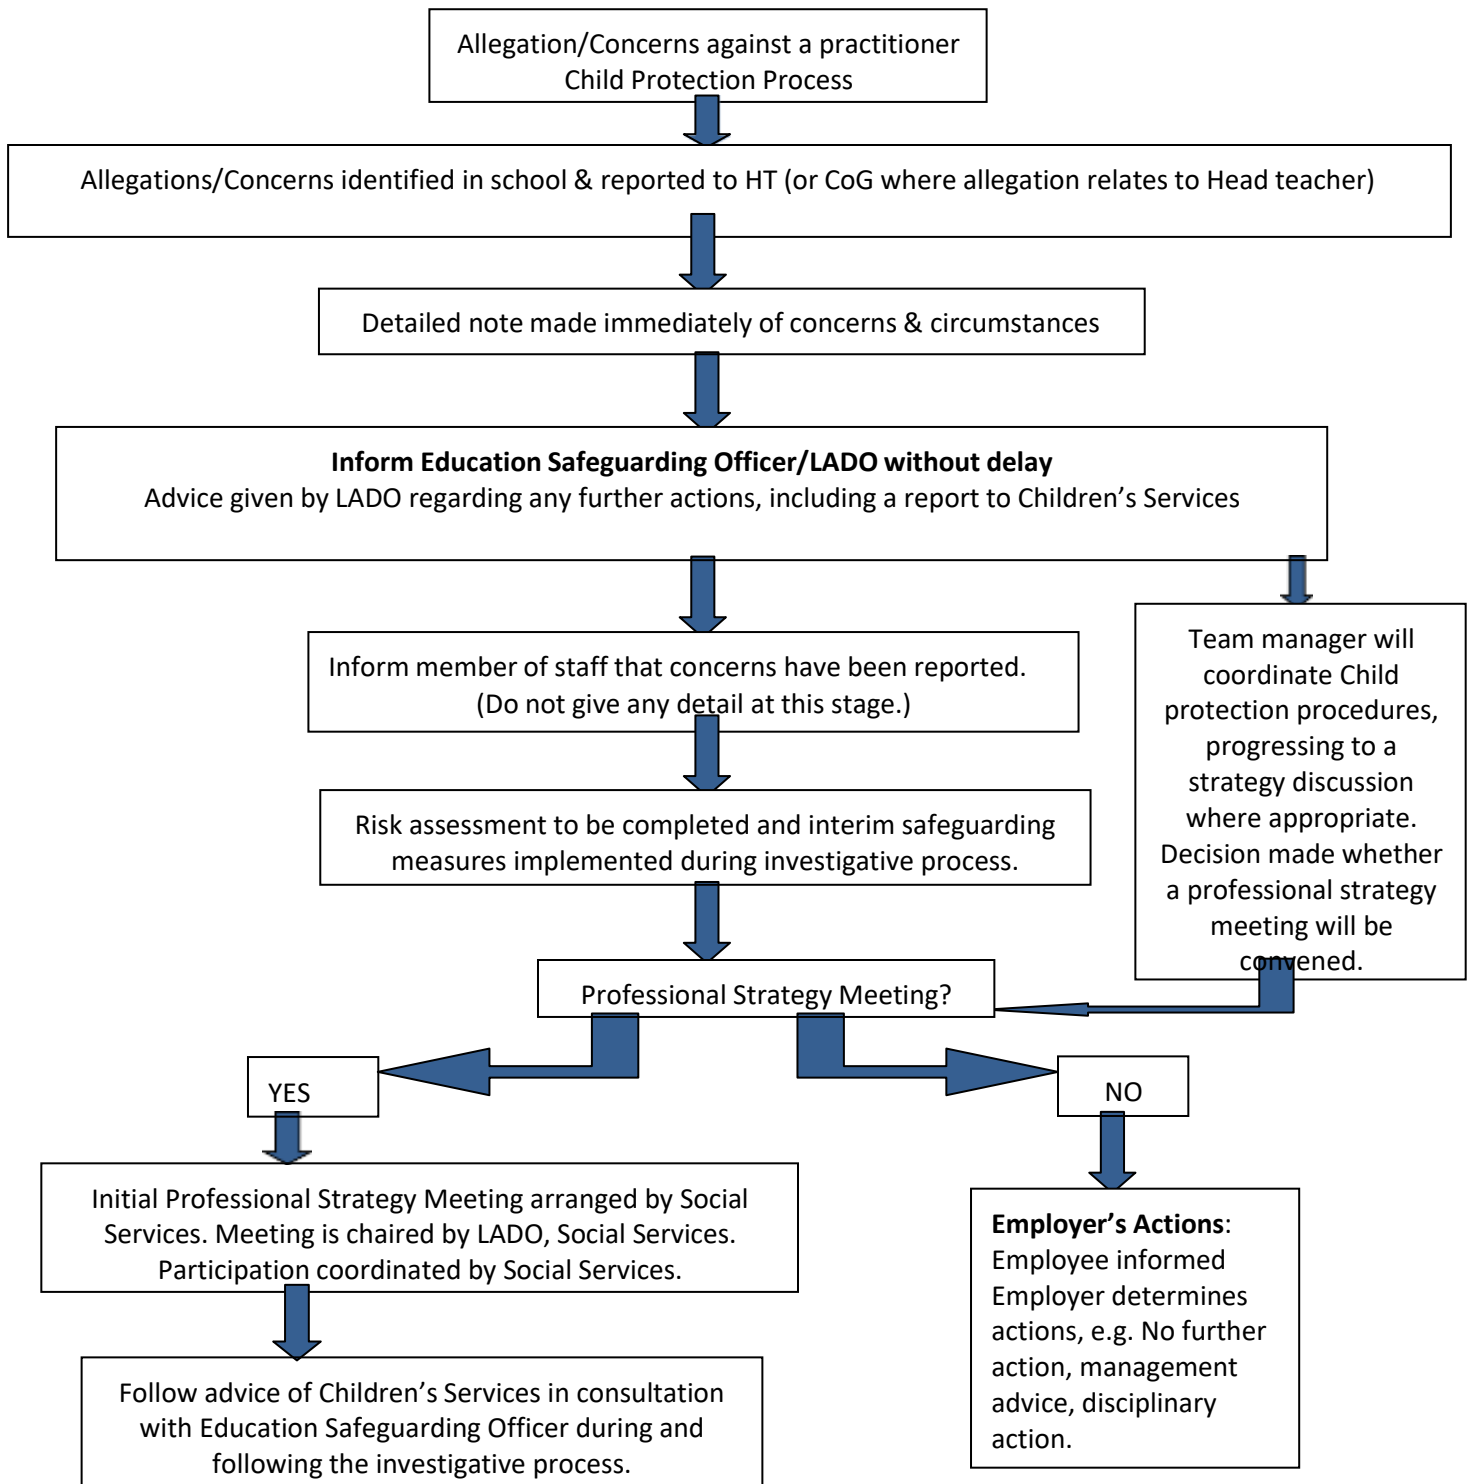 Allegation/Concerns against a practitioner
Child Protection Process
Allegations/Concerns identified in school & reported to HT (or CoG where allegation relates to Head teacher)
Detailed note made immediately of concerns & circumstances
Inform Education Safeguarding Officer/LADO without delay
Advice given by LADO regarding any further actions, including a report to Children’s Services
Inform member of staff that concerns have been reported.
(Do not give any detail at this stage.)
Risk assessment to be completed and interim safeguarding
measures implemented during investigative process.
Team manager will
coordinate Child
protection procedures,
progressing to a
strategy discussion
where appropriate.
Decision made whether
a professional strategy
meeting will be
convened.
Professional Strategy Meeting?
YES
NO
Initial Professional Strategy Meeting arranged by Social
Services. Meeting is chaired by LADO, Social Services.
Participation coordinated by Social Services.
Follow advice of Children’s Services in consultation
with Education Safeguarding Officer during and
following the investigative process.
Employer’s Actions:
Employee informed
Employer determines
actions, e.g. No further
action, management
advice, disciplinary
action.